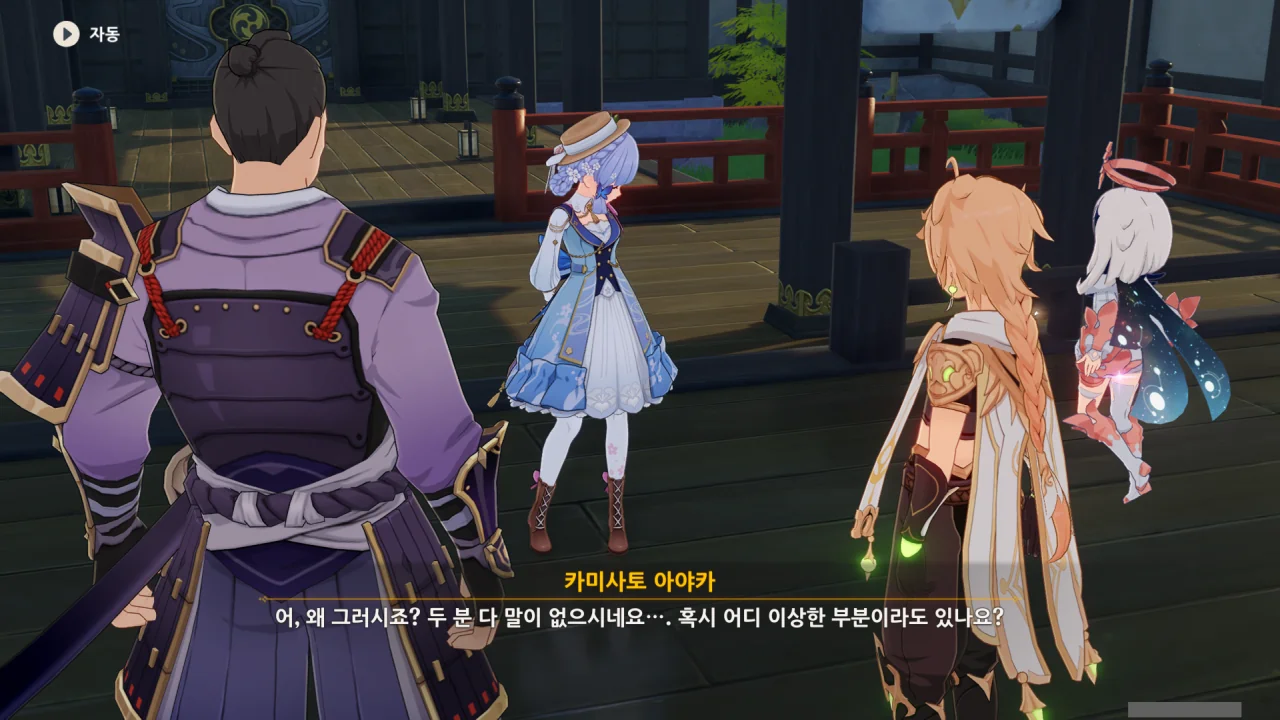 자동
카미사토 아야카
어, 왜 그러시죠? 두 분 다 말이 없으시네요…. 혹시 어디 이상한 부분이라도 있나요?